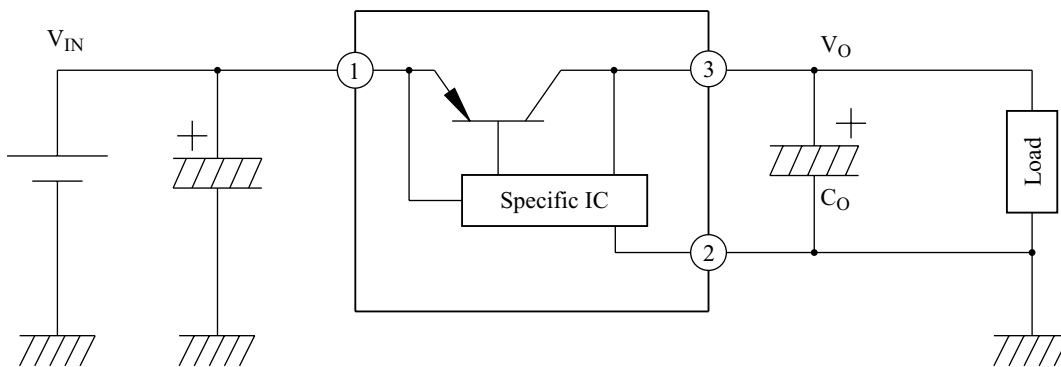 V_IN
1
3
V_O
+
+
Specific IC
Load
C_O
2